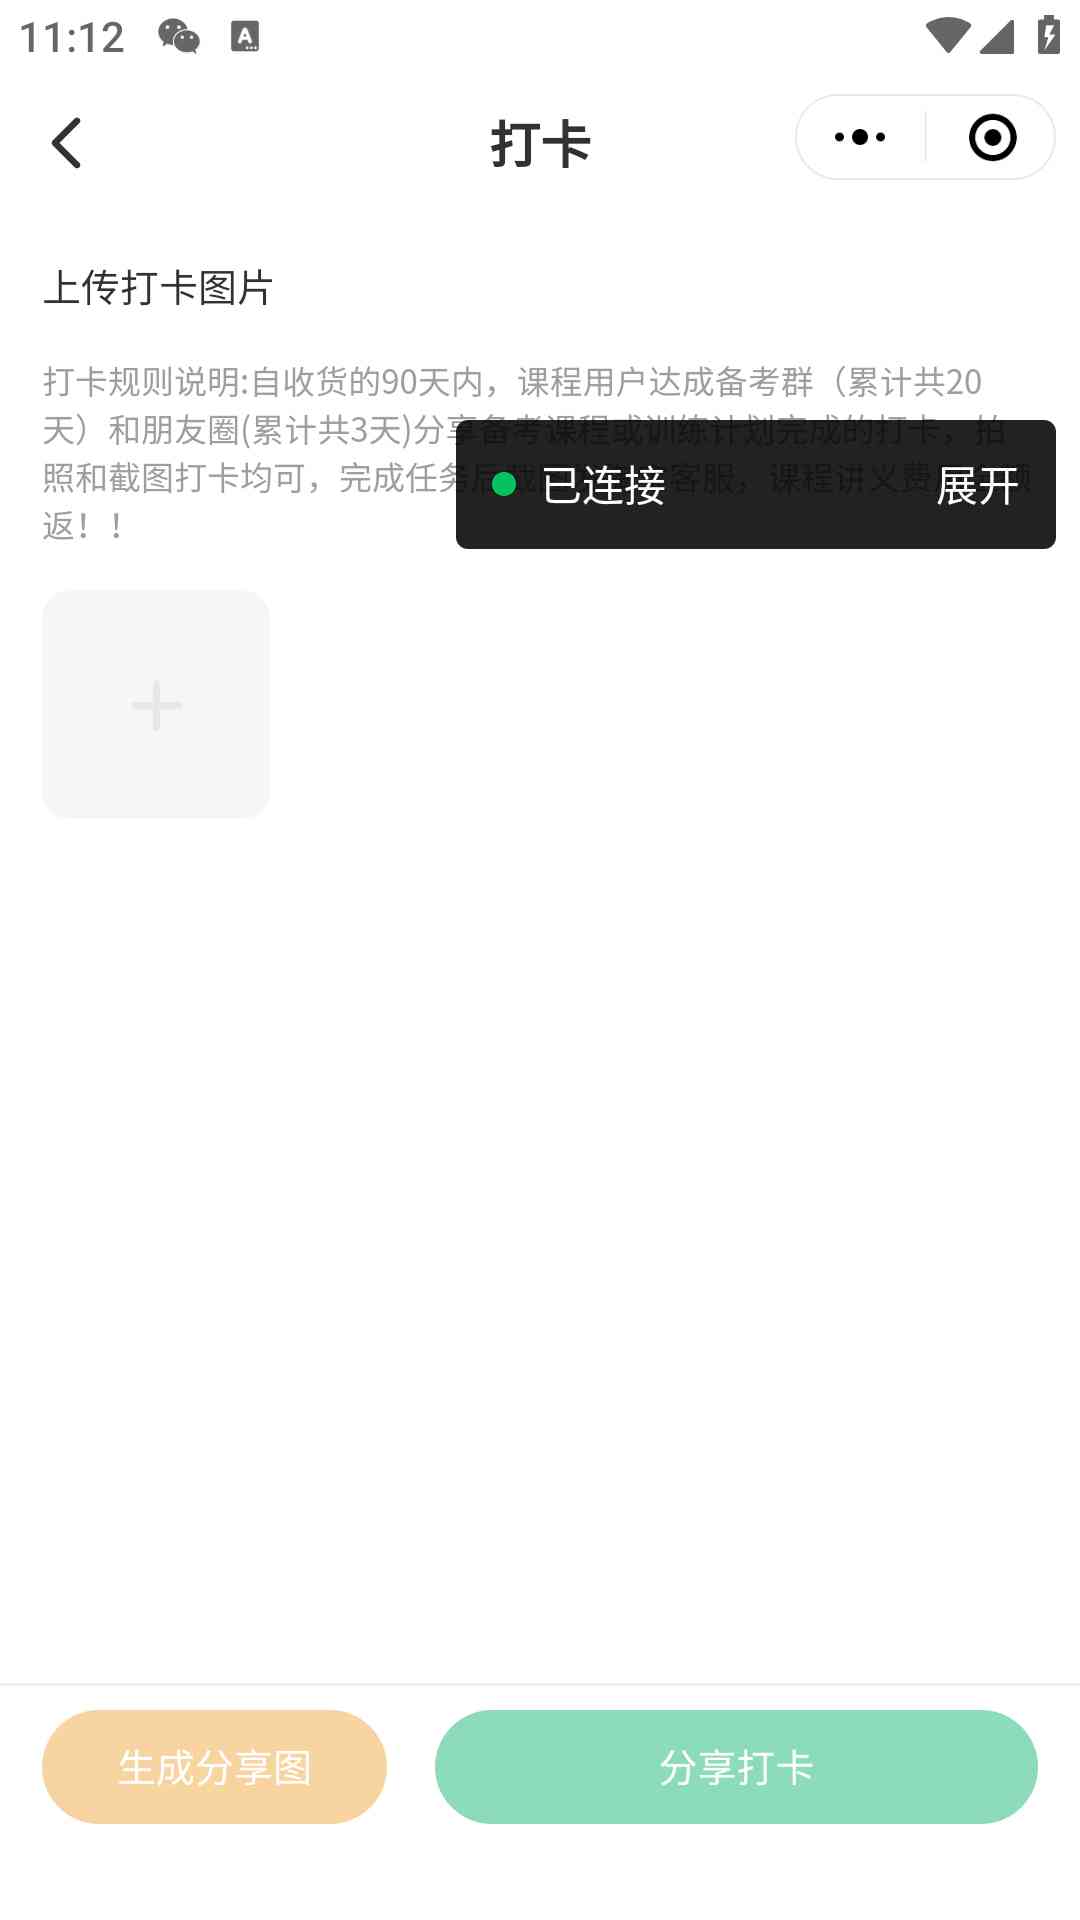 11:12
打卡
上传打卡图片
打卡规则说明:自收货的90天内，课程用户达成备考群（累计共20
天）和朋友圈(累计共3天)分享备考课程或训练计划完成的打卡，拍
照和截图打卡均可，完成任务后截图 客服，课程讲义费 额
返！！
已连接 展开
生成分享图 分享打卡